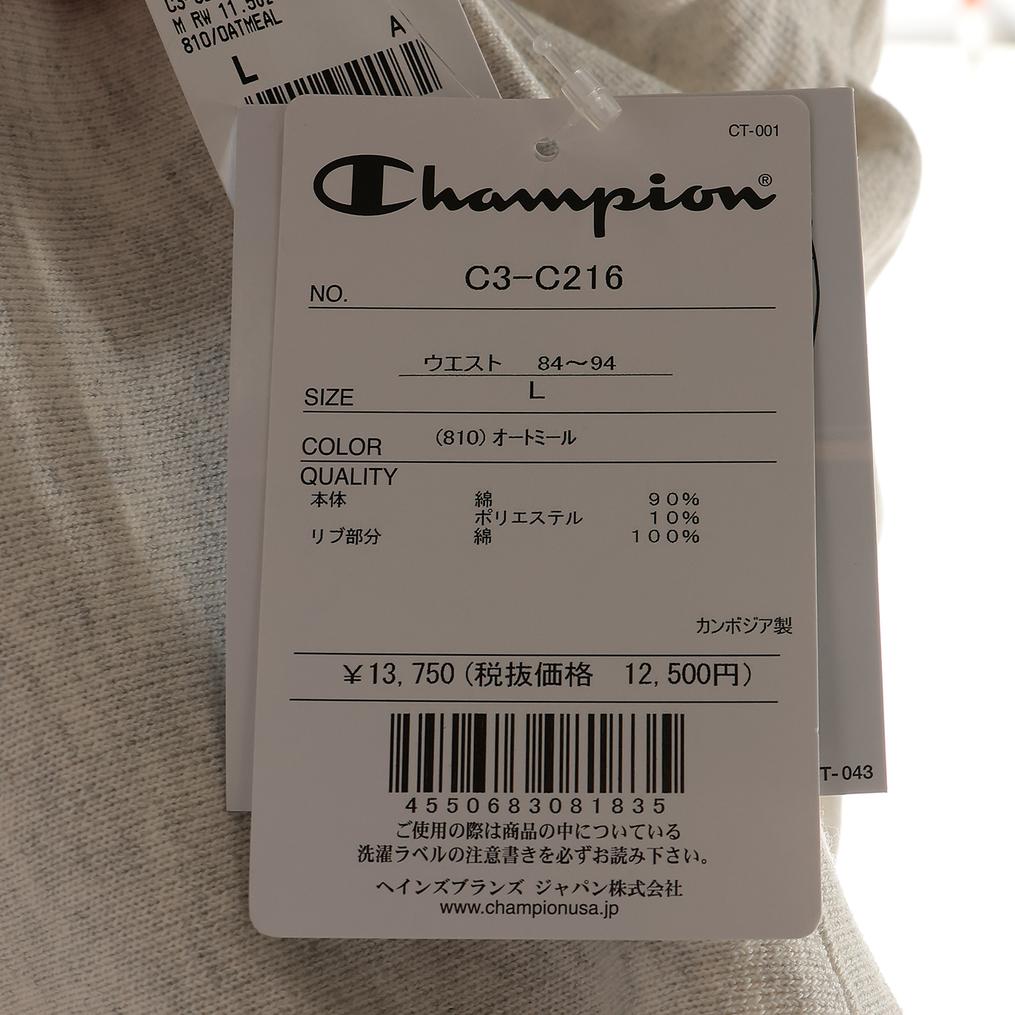 M RW 11.5oz
810/OATMEAL
L
A
CT-001
Champion®
NO. C3-C216
ウエスト 84～94
SIZE L
COLOR (810) オートミール
QUALITY
本体 綿 90%
ポリエステル 10%
リブ部分 綿 100%
カンボジア製
￥13,750 (税抜価格 12,500円)
T-043
4550683081835
ご使用の際は商品の中についている
洗濯ラベルの注意書きを必ずお読み下さい。
ヘインズブランズ ジャパン株式会社
www.championusa.jp